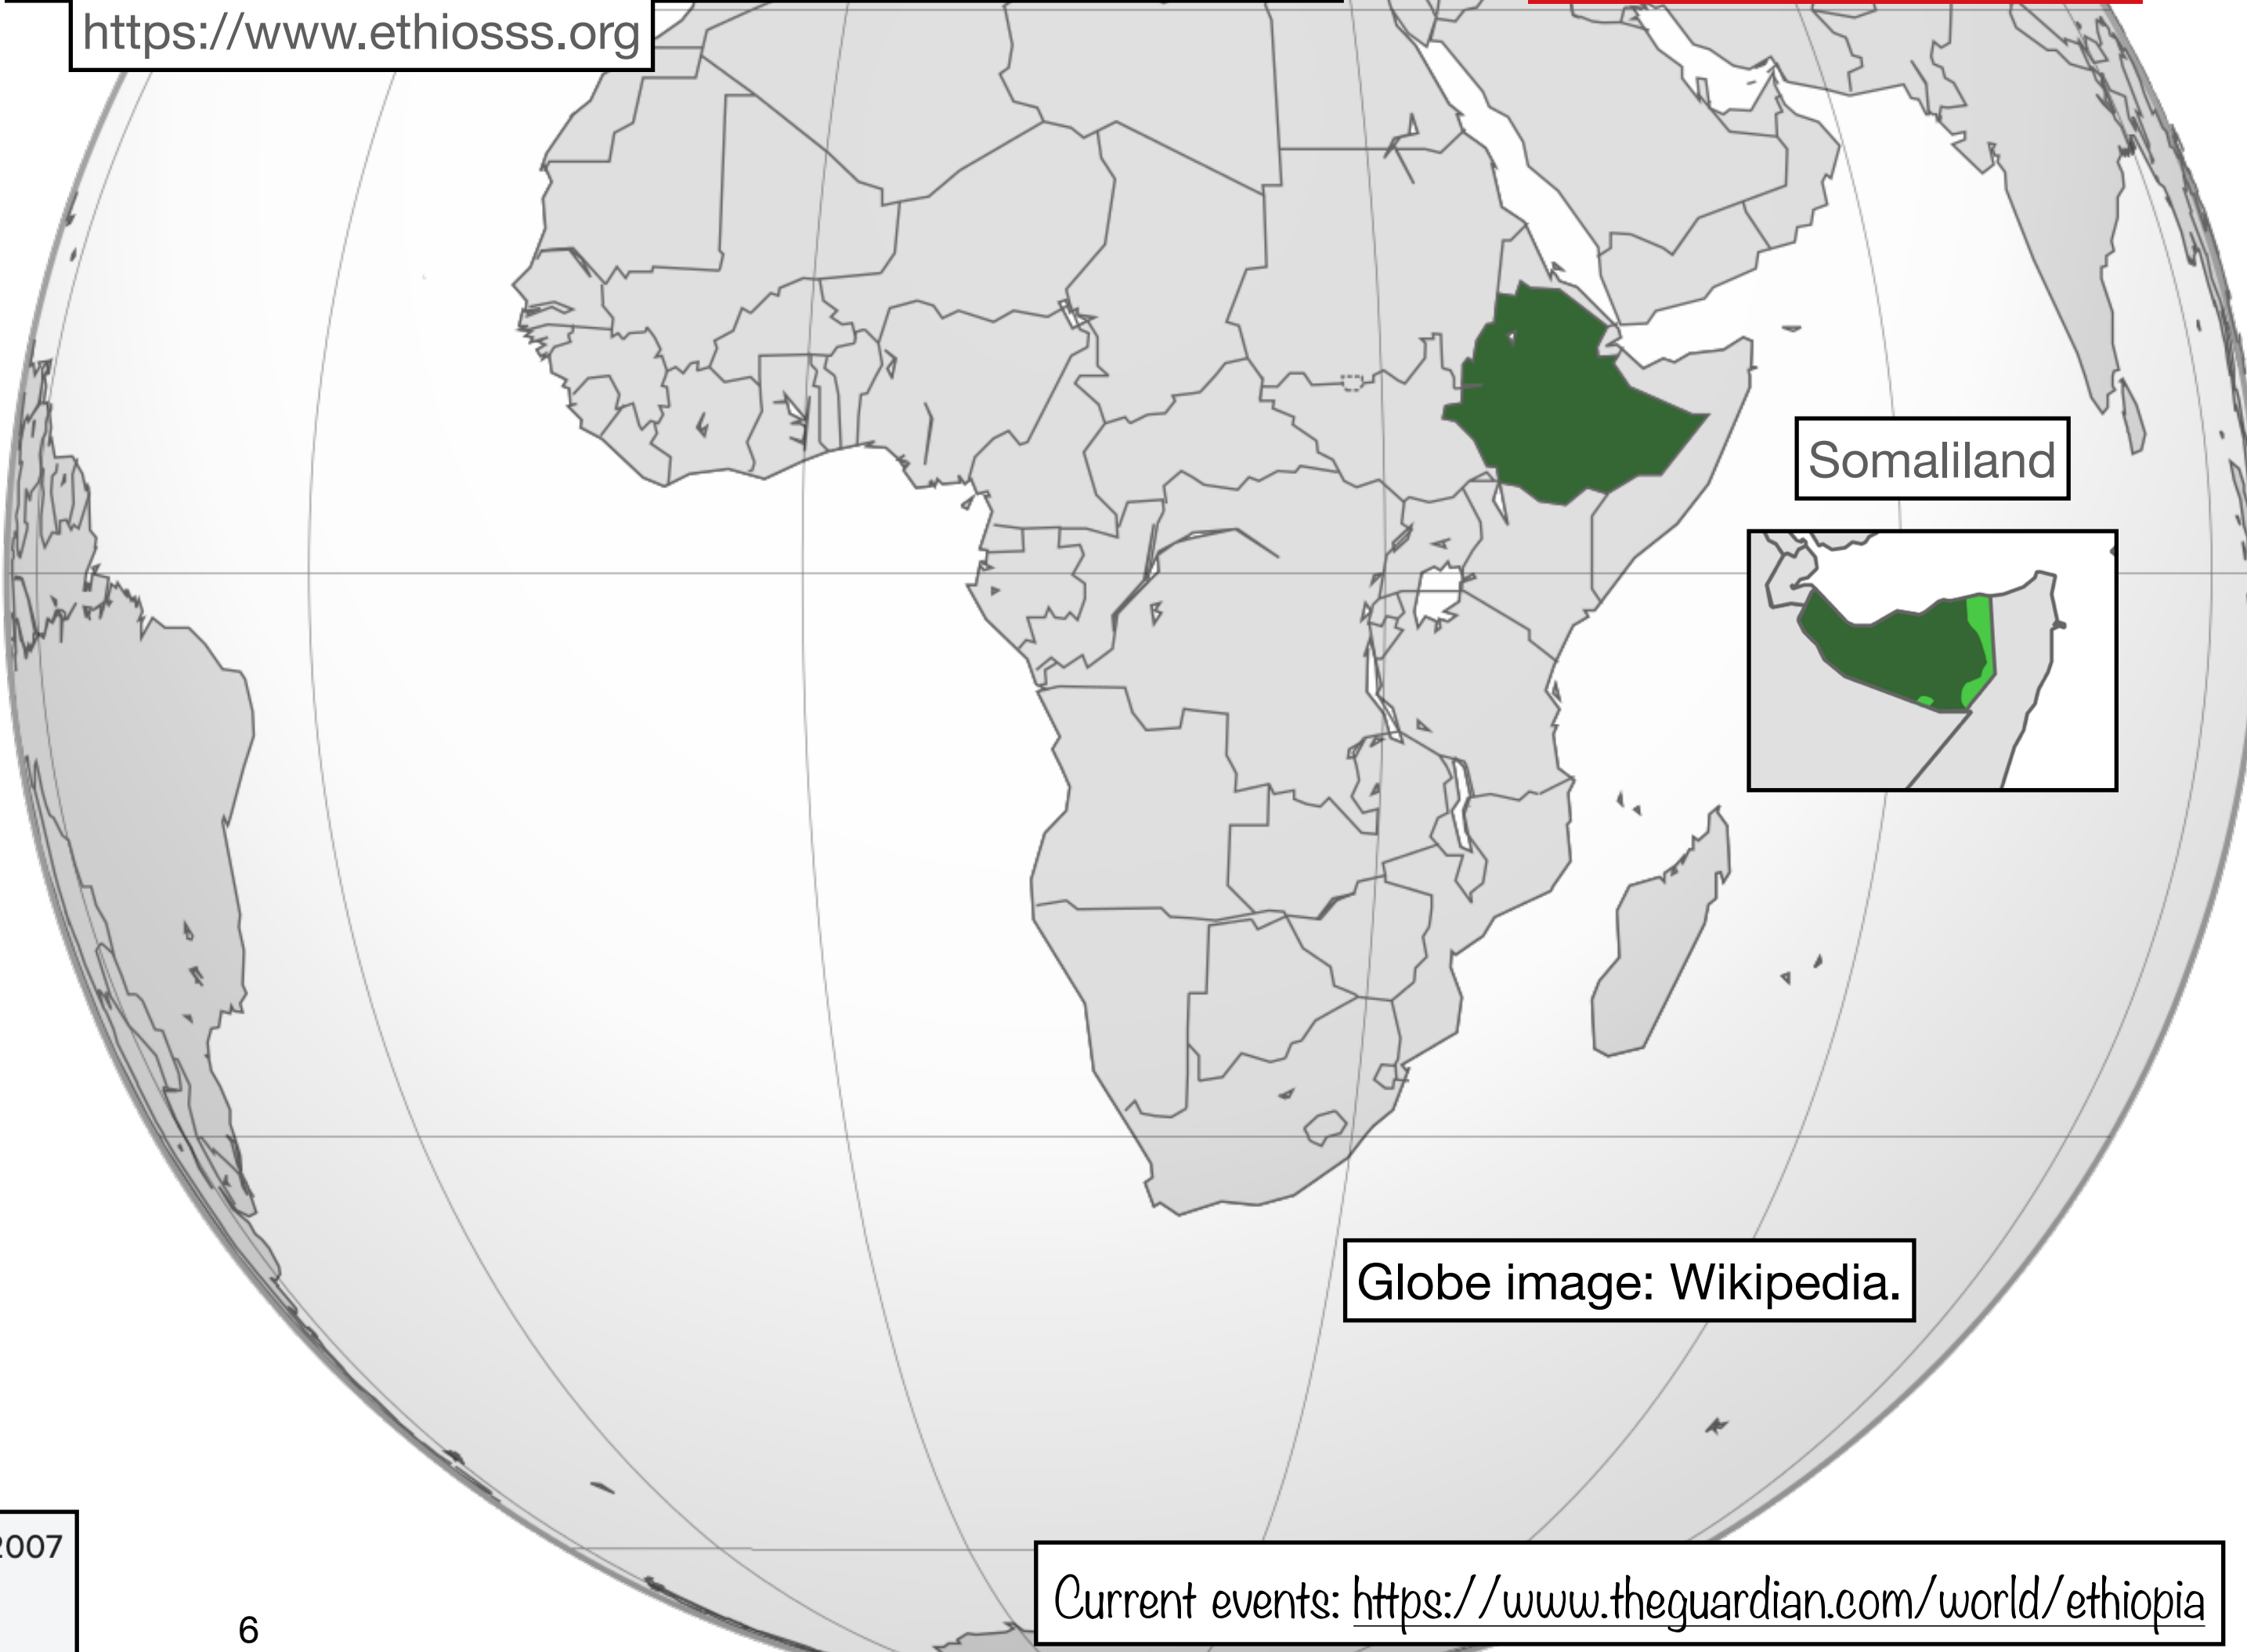 https://www.ethiosss.org
Somaliland
Globe image: Wikipedia.
2007
Current events: https://www.theguardian.com/world/ethiopia
6